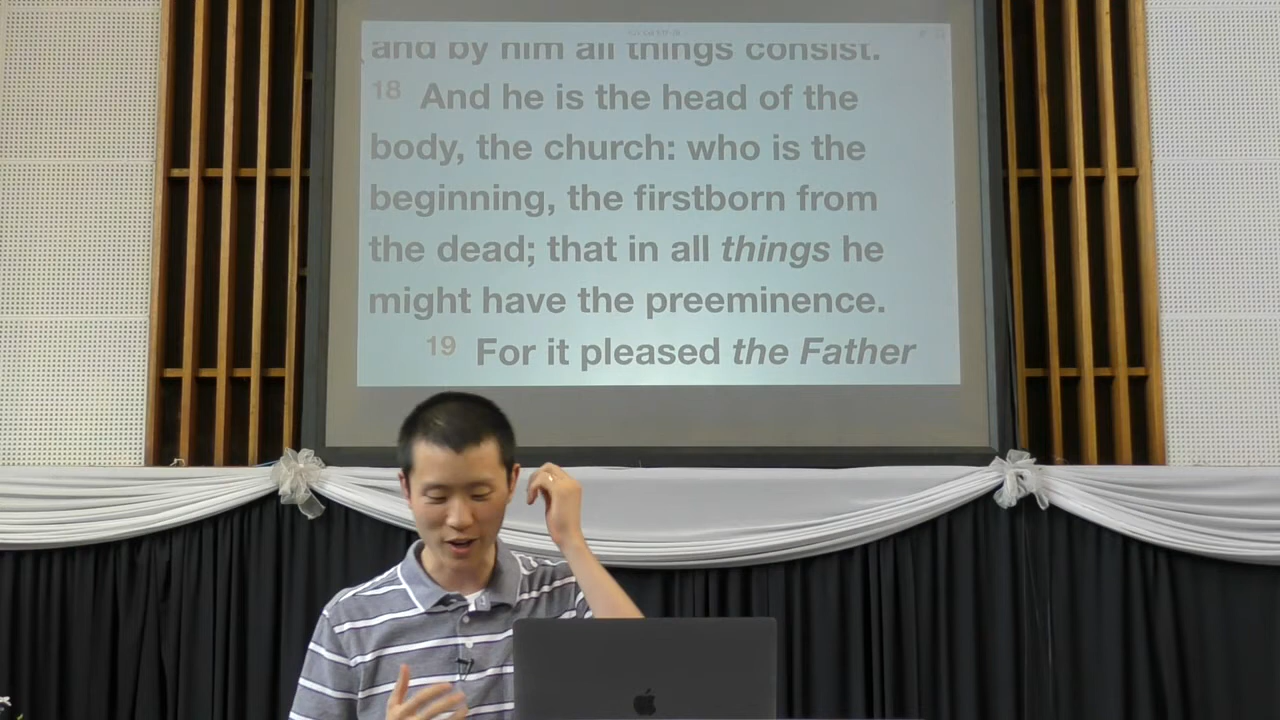 and by him all things consist.
18 And he is the head of the
body, the church: who is the
beginning, the firstborn from
the dead; that in all things he
might have the preeminence.
19 For it pleased the Father